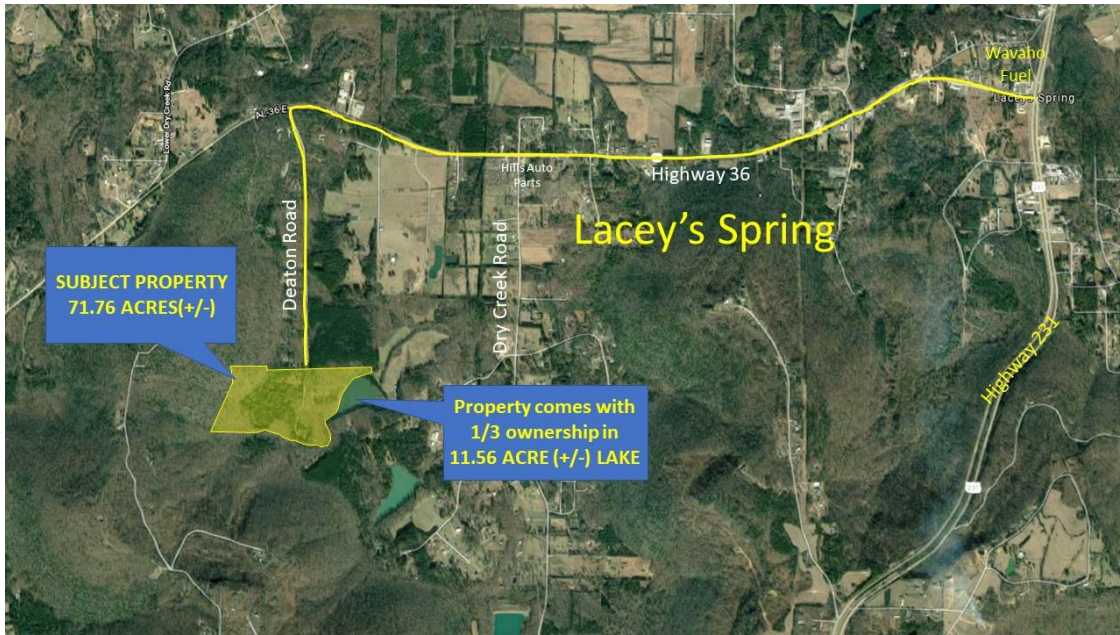 Wavaho
Fuel
Lacey's Spring
Lower Dry Creek Rd
AL-36 E
Hills Auto
Parts
Highway 36
Lacey's Spring
Deaton Road
Dry Creek Road
SUBJECT PROPERTY
71.76 ACRES(+/-)
Property comes with
1/3 ownership in
11.56 ACRE (+/-) LAKE
Highway 231
231